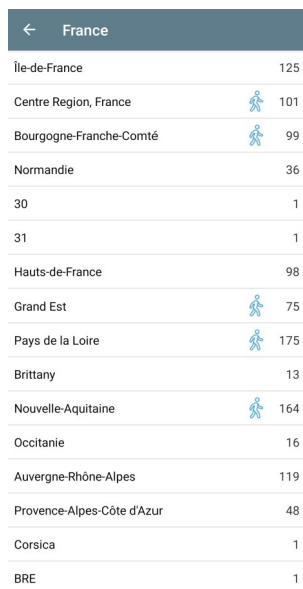 France
Île-de-France 125
Centre Region, France 101
Bourgogne-Franche-Comté 99
Normandie 36
30 1
31 1
Hauts-de-France 98
Grand Est 75
Pays de la Loire 175
Brittany 13
Nouvelle-Aquitaine 164
Occitanie 16
Auvergne-Rhône-Alpes 119
Provence-Alpes-Côte d'Azur 48
Corsica 1
BRE 1